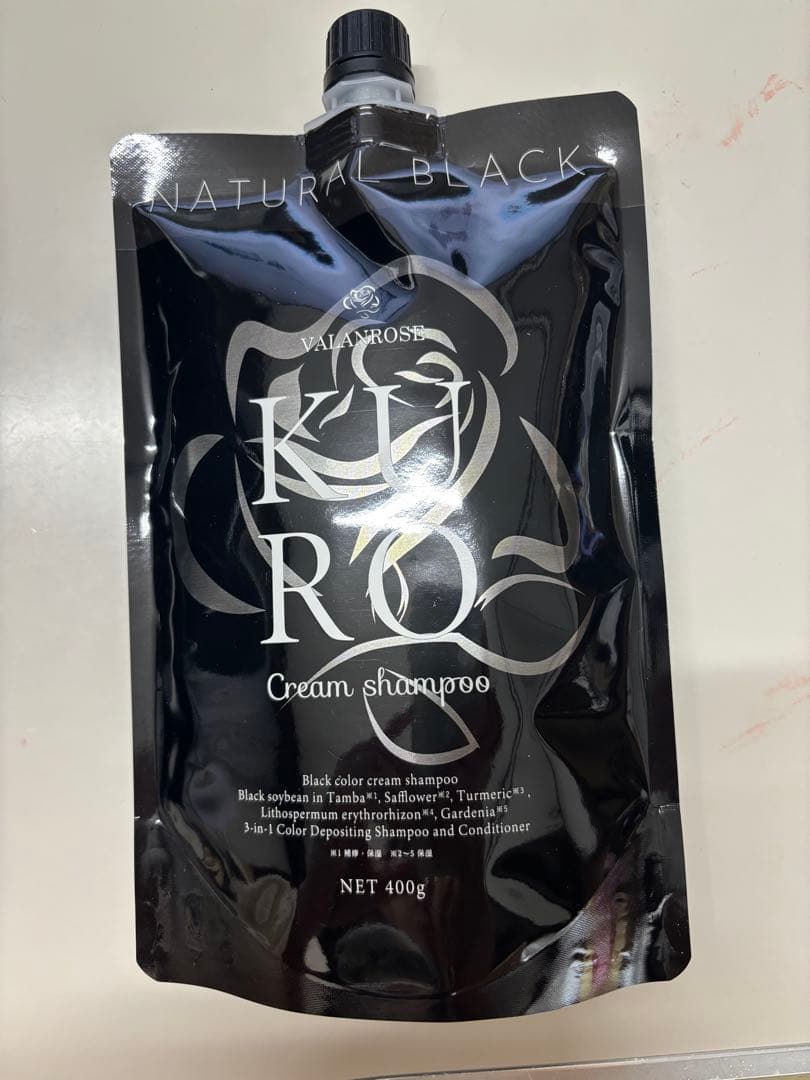 NATURAL BLACK
VALANROSE
KU
RO
Cream shampoo
Black color cream shampoo
Black soybean in Tamba※1, Safflower※2, Turmeric※3,
Lithospermum erythrorhizon※4, Gardenia※5
3-in-1 Color Depositing Shampoo and Conditioner
※1 補修・保湿 ※2〜5 保湿
NET 400g